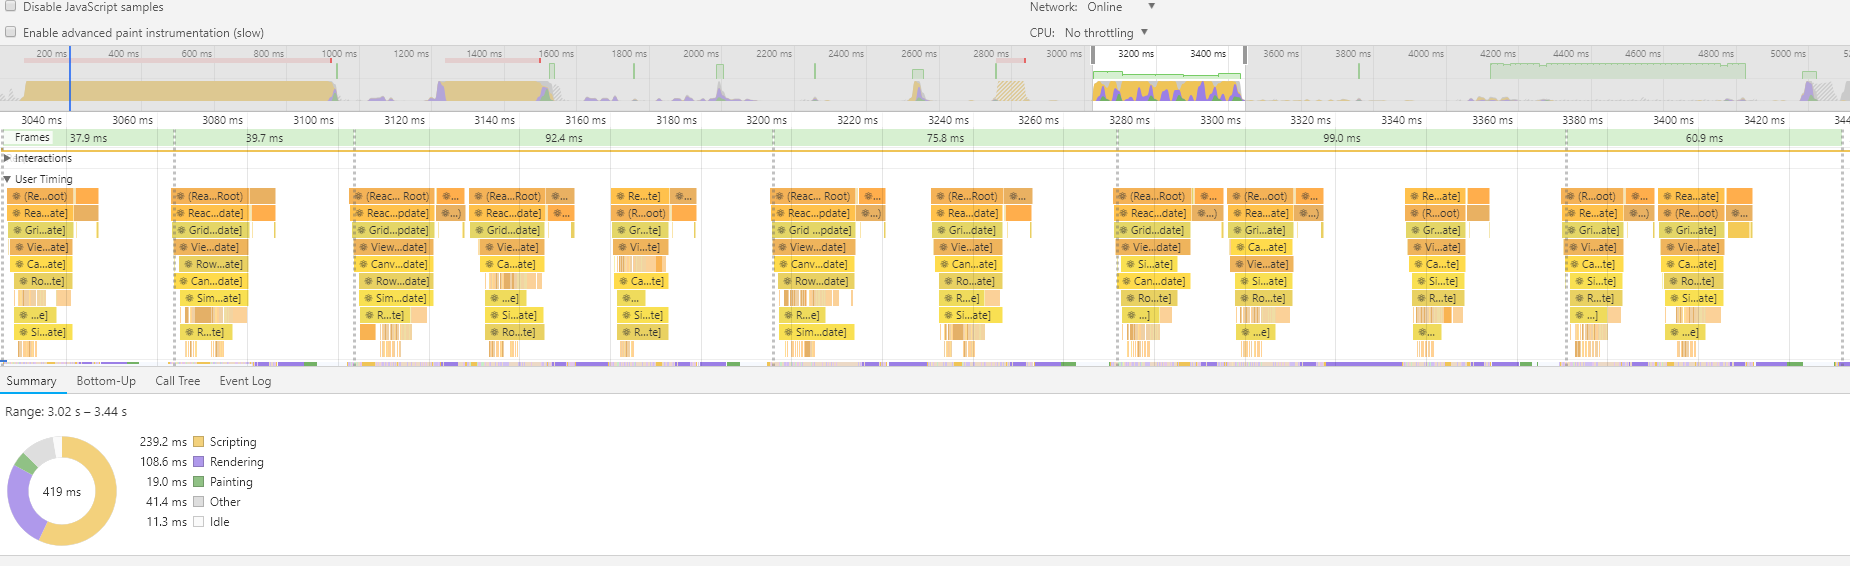 Disable JavaScript samples Network: Online
Enable advanced paint instrumentation (slow) CPU: No throttling
200 ms 400 ms 600 ms 800 ms 1000 ms 1200 ms 1400 ms 1600 ms 1800 ms 2000 ms 2200 ms 2400 ms 2600 ms 2800 ms 3000 ms 3200 ms 3400 ms 3600 ms 3800 ms 4000 ms 4200 ms 4400 ms 4600 ms 4800 ms 5000 ms
3040 ms 3060 ms 3080 ms 3100 ms 3120 ms 3140 ms 3160 ms 3180 ms 3200 ms 3220 ms 3240 ms 3260 ms 3280 ms 3300 ms 3320 ms 3340 ms 3360 ms 3380 ms 3400 ms 3420 ms 344
Frames 37.9 ms 39.7 ms 92.4 ms 75.8 ms 99.0 ms 60.9 ms
Interactions
User Timing
(Re...oot) (Rea...Root) (Reac... Root) ... (Rea...Root) ... Re...te] ... (Reac...Root) ... (Re...Root) ... (Rea...Root) ... (Re...oot) ... Re...ate] (R...oot) ... Rea...ate]
Rea...ate] Reac...date] Reac...pdate] ...) Reac...date] ... (R...oot) Reac...pdate] ...) Rea...date] Reac...date] ...) Rea...ate] ...) (R...oot) Re...ate] ...) (Re...oot) ...)
Gri...ate] Grid...date] Grid...pdate] Grid...date] Gr...te] Grid ...pdate] Gri...date] Grid...date] Gri...ate] Gr...ate] Gri...ate] Gri...ate]
Vie...ate] Vie...date] View...date] Vie...ate] Vi...te] View...date] Vie...ate] Vie...date] Ca...ate] Vi...ate] Vi...ate] Vi...ate]
Ca...ate] Row...ate] Canv...date] Ca...ate] Canv...date] Can...ate] Si...ate] Vie...ate] Ca...te] Ca...te] Ca...ate]
Ro...te] Can...date] Row...date] Ca...te] Row...date] Ro...ate] Can...date] Si...ate] Si...te] Si...te] Ro...ate]
Sim...ate] Sim...date] ...e] ... R...e] Ro...te] Ro...te] R...te] R...te] Si...ate]
...e] R...te] Si...ate] Si...te] R...e] Si...ate] ...] ...]
Si...ate] R...te] Ro...te] R...te] Sim...date] ...e] ... ...e]
Summary Bottom-Up Call Tree Event Log
Range: 3.02 s – 3.44 s
239.2 ms Scripting
108.6 ms Rendering
419 ms
19.0 ms Painting
41.4 ms Other
11.3 ms Idle